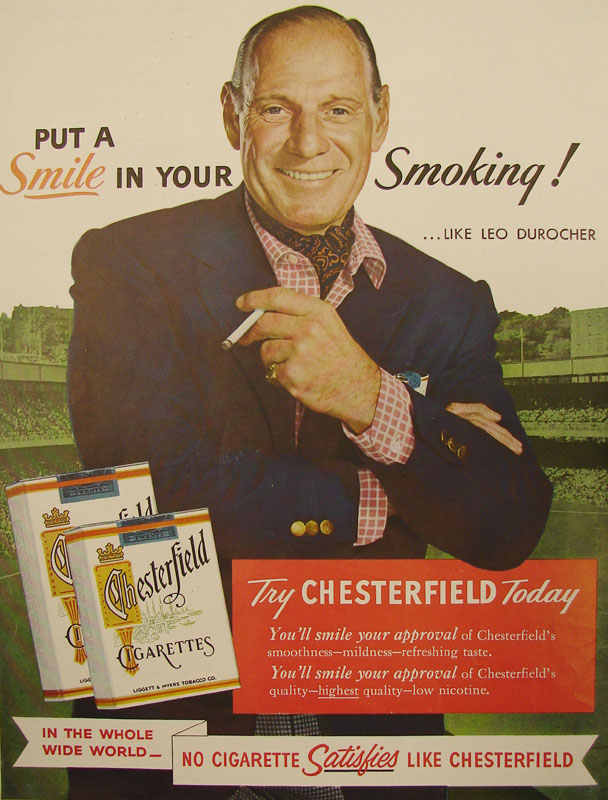 PUT A
Smile IN YOUR Smoking!
...LIKE LEO DUROCHER
Chesterfield
CIGARETTES
LIGGETT & MYERS TOBACCO CO.
Try CHESTERFIELD Today
You'll smile your approval of Chesterfield's
smoothness—mildness—refreshing taste.
You'll smile your approval of Chesterfield's
quality—highest quality—low nicotine.
IN THE WHOLE
WIDE WORLD—
NO CIGARETTE Satisfies LIKE CHESTERFIELD